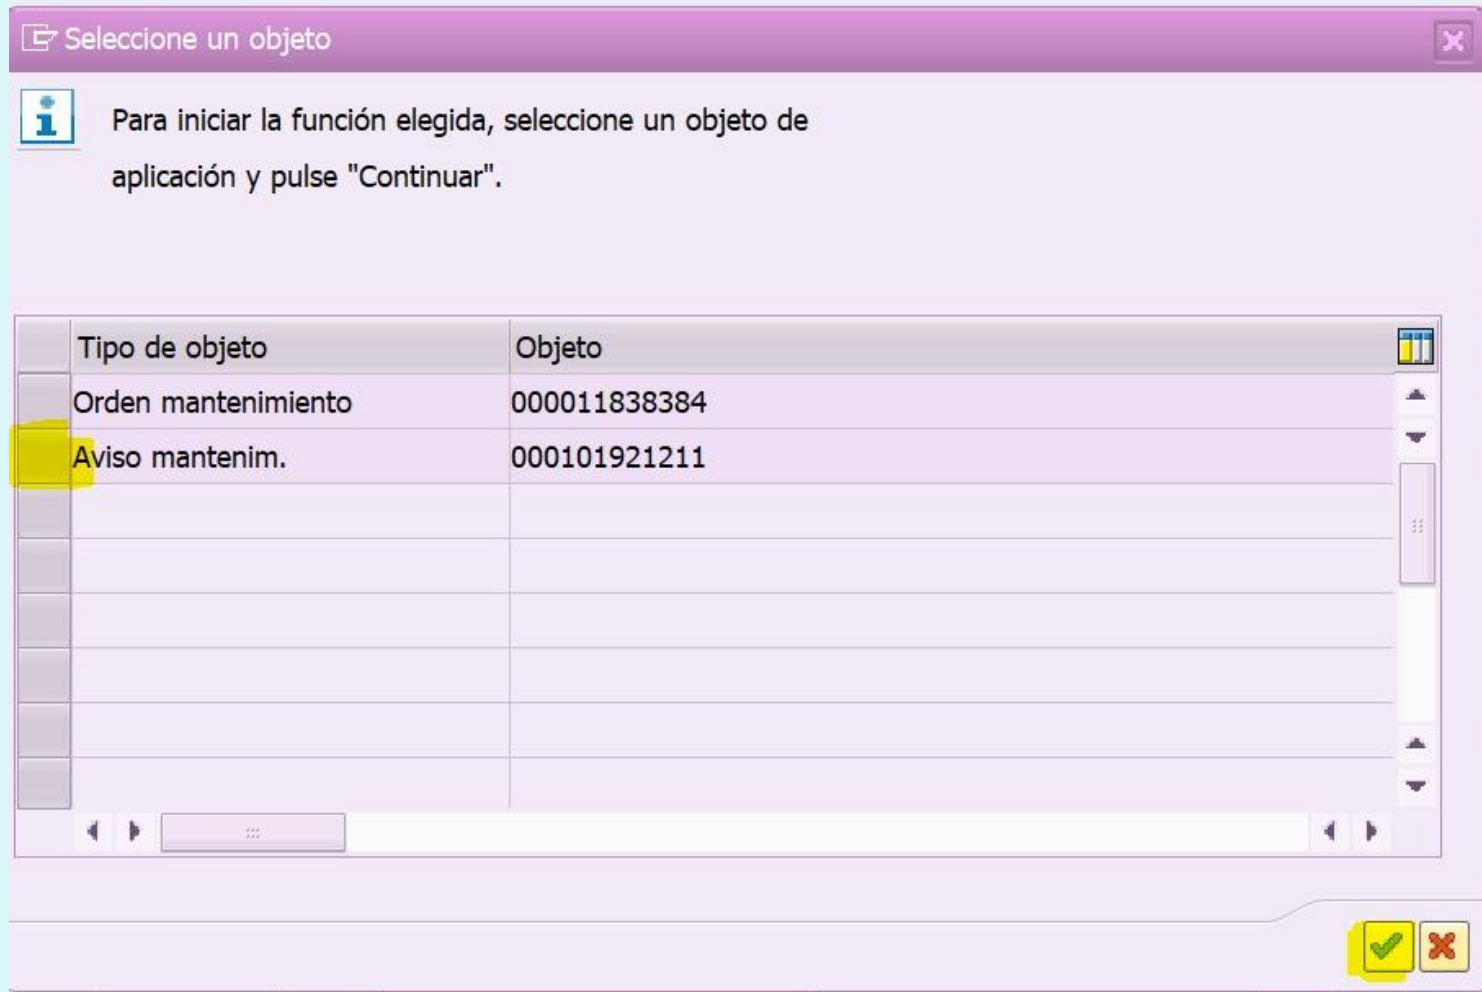 Seleccione un objeto
Para iniciar la función elegida, seleccione un objeto de
aplicación y pulse "Continuar".
Tipo de objeto Objeto
Orden mantenimiento 000011838384
Aviso mantenim. 000101921211